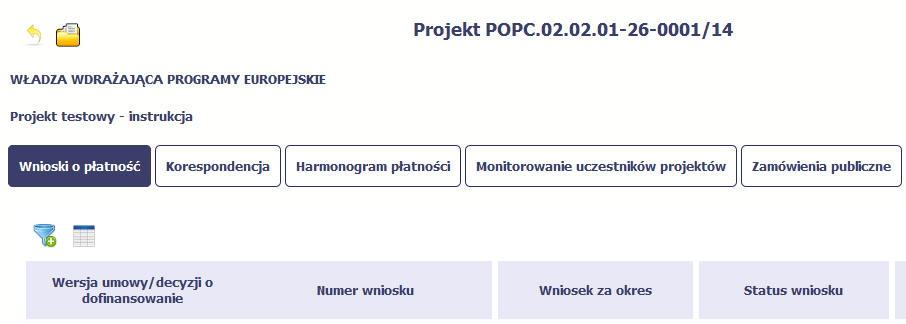 Projekt POPC.02.02.01-26-0001/14
WŁADZA WDRAŻAJĄCA PROGRAMY EUROPEJSKIE
Projekt testowy - instrukcja
Wnioski o płatność Korespondencja Harmonogram płatności Monitorowanie uczestników projektów Zamówienia publiczne
Wersja umowy/decyzji o dofinansowanie Numer wniosku Wniosek za okres Status wniosku